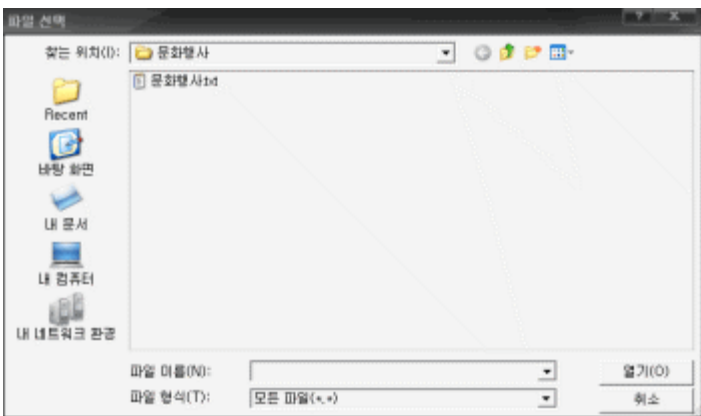 파일 선택
찾는 위치(I): 문화행사
문화행사.txt
Recent
바탕 화면
내 문서
내 컴퓨터
내 네트워크 환경
파일 이름(N): 열기(O)
파일 형식(T): 모든 파일(*.*) 취소